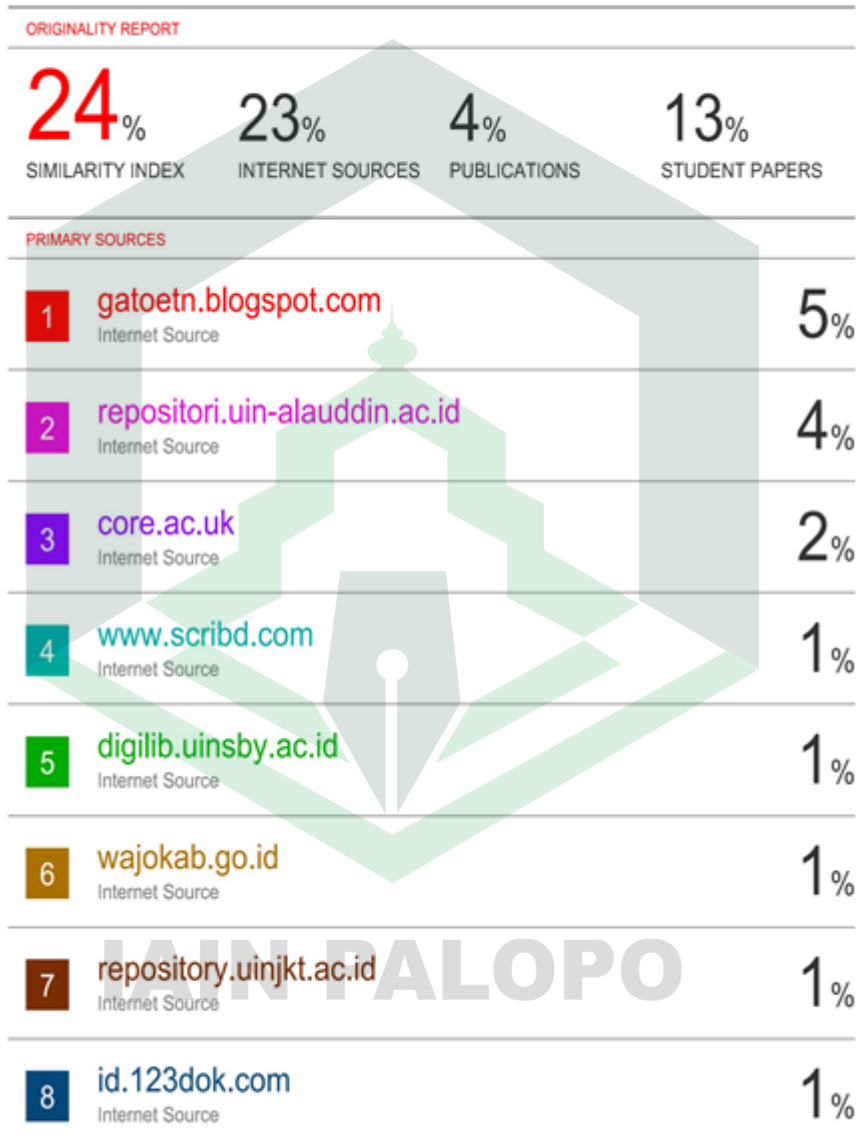 ORIGINALITY REPORT
24% 23% 4% 13%
SIMILARITY INDEX INTERNET SOURCES PUBLICATIONS STUDENT PAPERS
PRIMARY SOURCES
1 gatoetn.blogspot.com 5%
Internet Source
2 repositori.uin-alauddin.ac.id 4%
Internet Source
3 core.ac.uk 2%
Internet Source
4 www.scribd.com 1%
Internet Source
5 digilib.uinsby.ac.id 1%
Internet Source
6 wajokab.go.id 1%
Internet Source
7 repository.uinjkt.ac.id 1%
Internet Source
IAIN PALOPO
8 id.123dok.com 1%
Internet Source